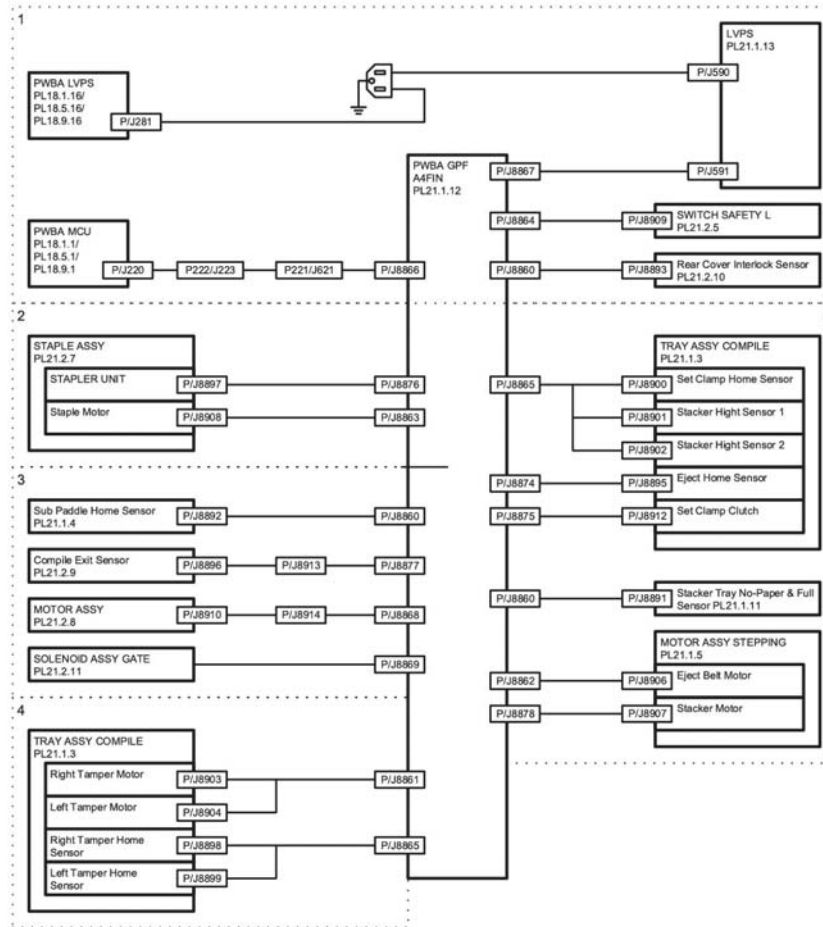 1
LVPS
PL21.1.13
P/J590
PWBA LVPS
PL18.1.16/
PL18.5.16/
PL18.9.16
P/J281
PWBA GPF
A4FIN
PL21.1.12
P/J8867
P/J591
P/J8864
P/J8909
SWITCH SAFETY L
PL21.2.5
PWBA MCU
PL18.1.1/
PL18.5.1/
PL18.9.1
P/J220
P222/J223
P221/J621
P/J8866
P/J8860
P/J8893
Rear Cover Interlock Sensor
PL21.2.10
2
STAPLE ASSY
PL21.2.7
STAPLER UNIT
P/J8897
P/J8876
Staple Motor
P/J8908
P/J8863
TRAY ASSY COMPILE
PL21.1.3
P/J8865
P/J8900
Set Clamp Home Sensor
P/J8901
Stacker Hight Sensor 1
P/J8902
Stacker Hight Sensor 2
P/J8874
P/J8895
Eject Home Sensor
P/J8875
P/J8912
Set Clamp Clutch
3
Sub Paddle Home Sensor
PL21.1.4
P/J8892
P/J8860
Compile Exit Sensor
PL21.2.9
P/J8896
P/J8913
P/J8877
MOTOR ASSY
PL21.2.8
P/J8910
P/J8914
P/J8868
SOLENOID ASSY GATE
PL21.2.11
P/J8869
P/J8860
P/J8891
Stacker Tray No-Paper & Full
Sensor PL21.1.11
MOTOR ASSY STEPPING
PL21.1.5
P/J8862
P/J8906
Eject Belt Motor
P/J8878
P/J8907
Stacker Motor
4
TRAY ASSY COMPILE
PL21.1.3
Right Tamper Motor
P/J8903
P/J8861
Left Tamper Motor
P/J8904
Right Tamper Home
Sensor
P/J8898
P/J8865
Left Tamper Home
Sensor
P/J8899